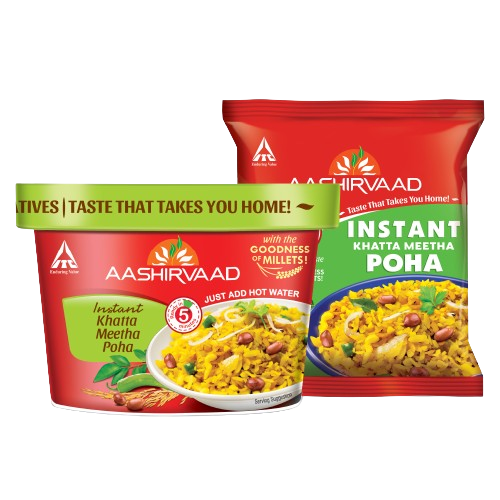 ATIVES | TASTE THAT TAKES YOU HOME!
ITC
Enduring Value
AASHIRVAAD
with the
GOODNESS
OF MILLETS!
Instant
Khatta
Meetha
Poha
JUST ADD HOT WATER
5
Serving Suggestion
ITC
Enduring Value
AASHIRVAAD
Taste That Takes You Home!
INSTANT
KHATTA MEETHA
POHA